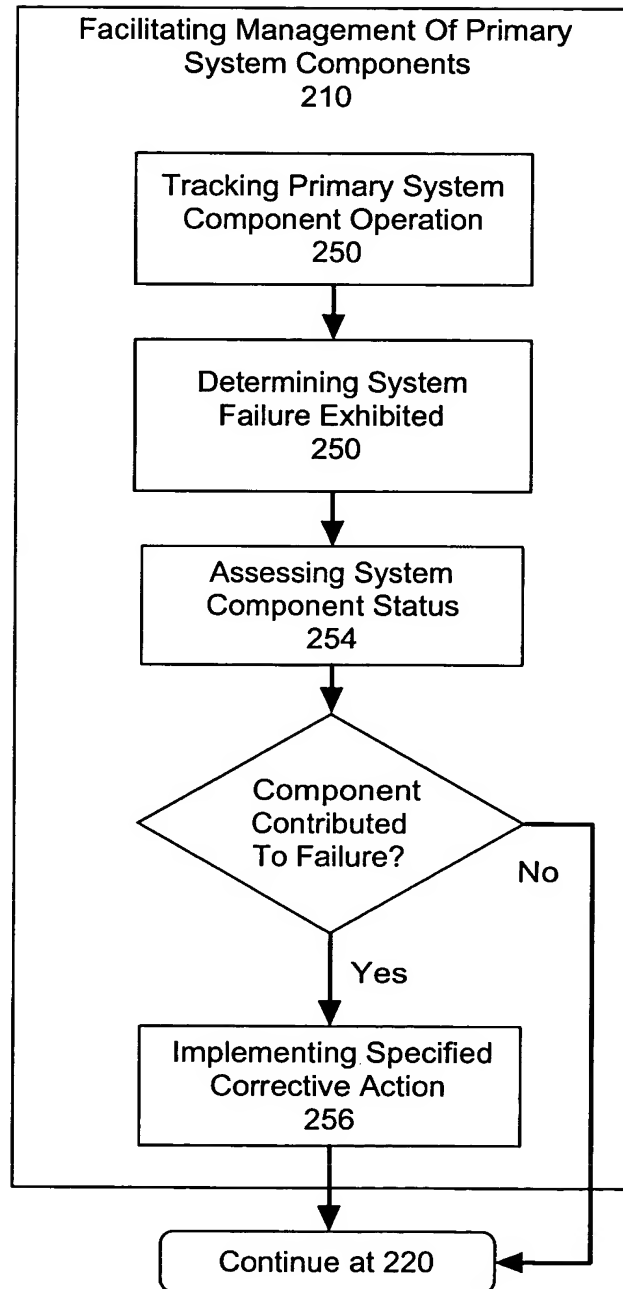 Facilitating Management Of Primary
System Components
210
Tracking Primary System
Component Operation
250
Determining System
Failure Exhibited
250
Assessing System
Component Status
254
Component
Contributed
To Failure?
No
Yes
Implementing Specified
Corrective Action
256
Continue at 220